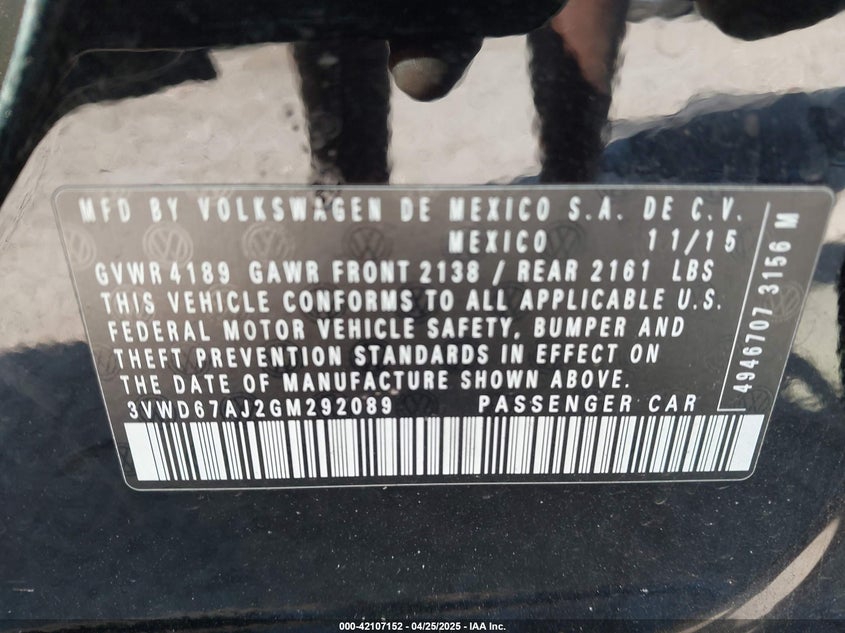 MFD BY VOLKSWAGEN DE MEXICO S.A. DE C.V.
MEXICO 11/15
GVWR 4189 GAWR FRONT 2138 / REAR 2161 LBS
THIS VEHICLE CONFORMS TO ALL APPLICABLE U.S.
FEDERAL MOTOR VEHICLE SAFETY, BUMPER AND
THEFT PREVENTION STANDARDS IN EFFECT ON
THE DATE OF MANUFACTURE SHOWN ABOVE.
3VWD67AJ2GM292089 PASSENGER CAR
4946707 3156 M
000-42107152 - 04/25/2025 - IAA Inc.